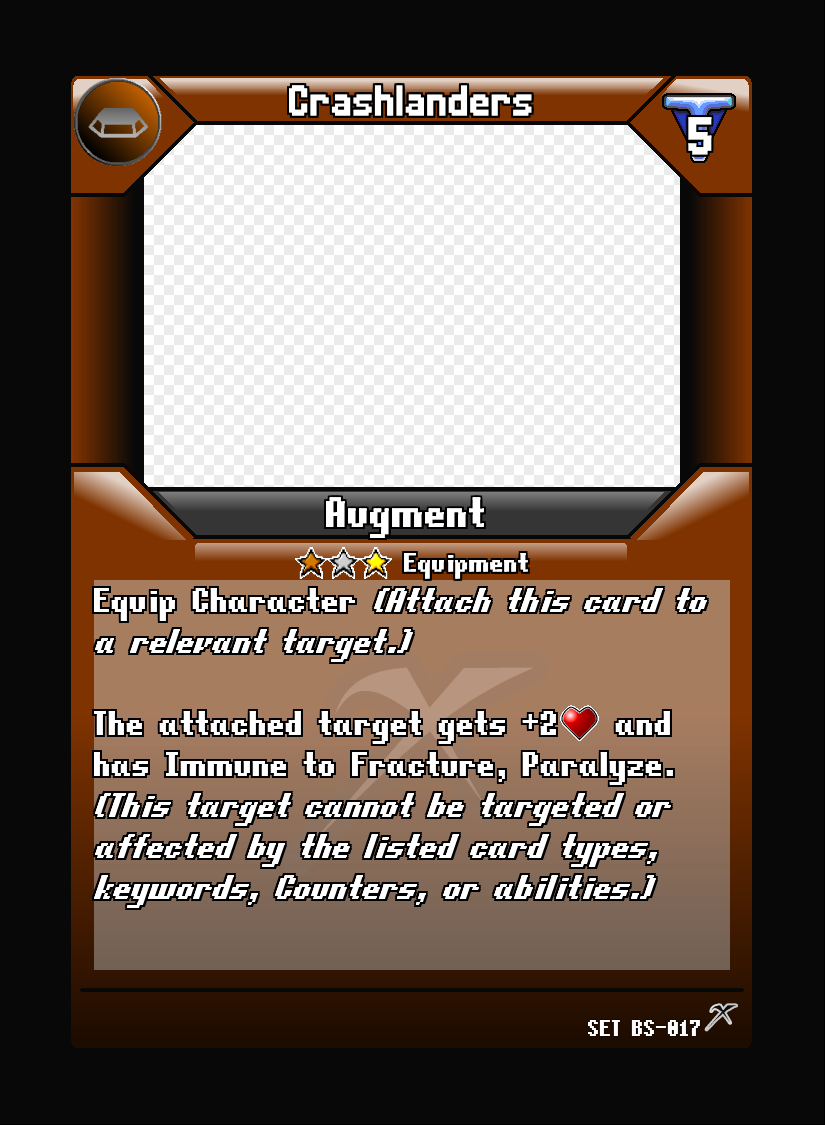 Crashlanders
5
Augment
Equipment
Equip Character (Attach this card to
a relevant target.)
The attached target gets +2 and
has Immune to Fracture, Paralyze.
(This target cannot be targeted or
affected by the listed card types,
keywords, Counters, or abilities.)
SET BS-017